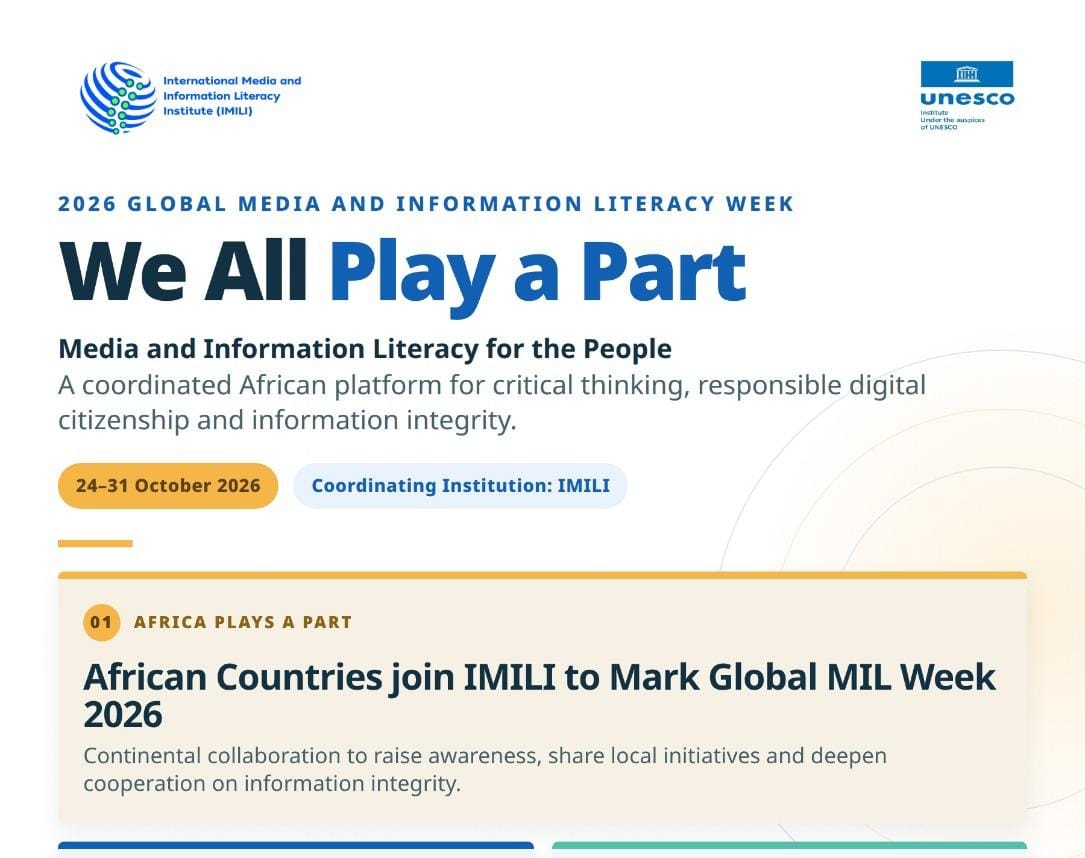 International Media and
Information Literacy
Institute (IMILI)
unesco
Institute
Under the auspices
of UNESCO
2026 GLOBAL MEDIA AND INFORMATION LITERACY WEEK
We All Play a Part
Media and Information Literacy for the People
A coordinated African platform for critical thinking, responsible digital
citizenship and information integrity.
24–31 October 2026
Coordinating Institution: IMILI
01 AFRICA PLAYS A PART
African Countries join IMILI to Mark Global MIL Week
2026
Continental collaboration to raise awareness, share local initiatives and deepen
cooperation on information integrity.